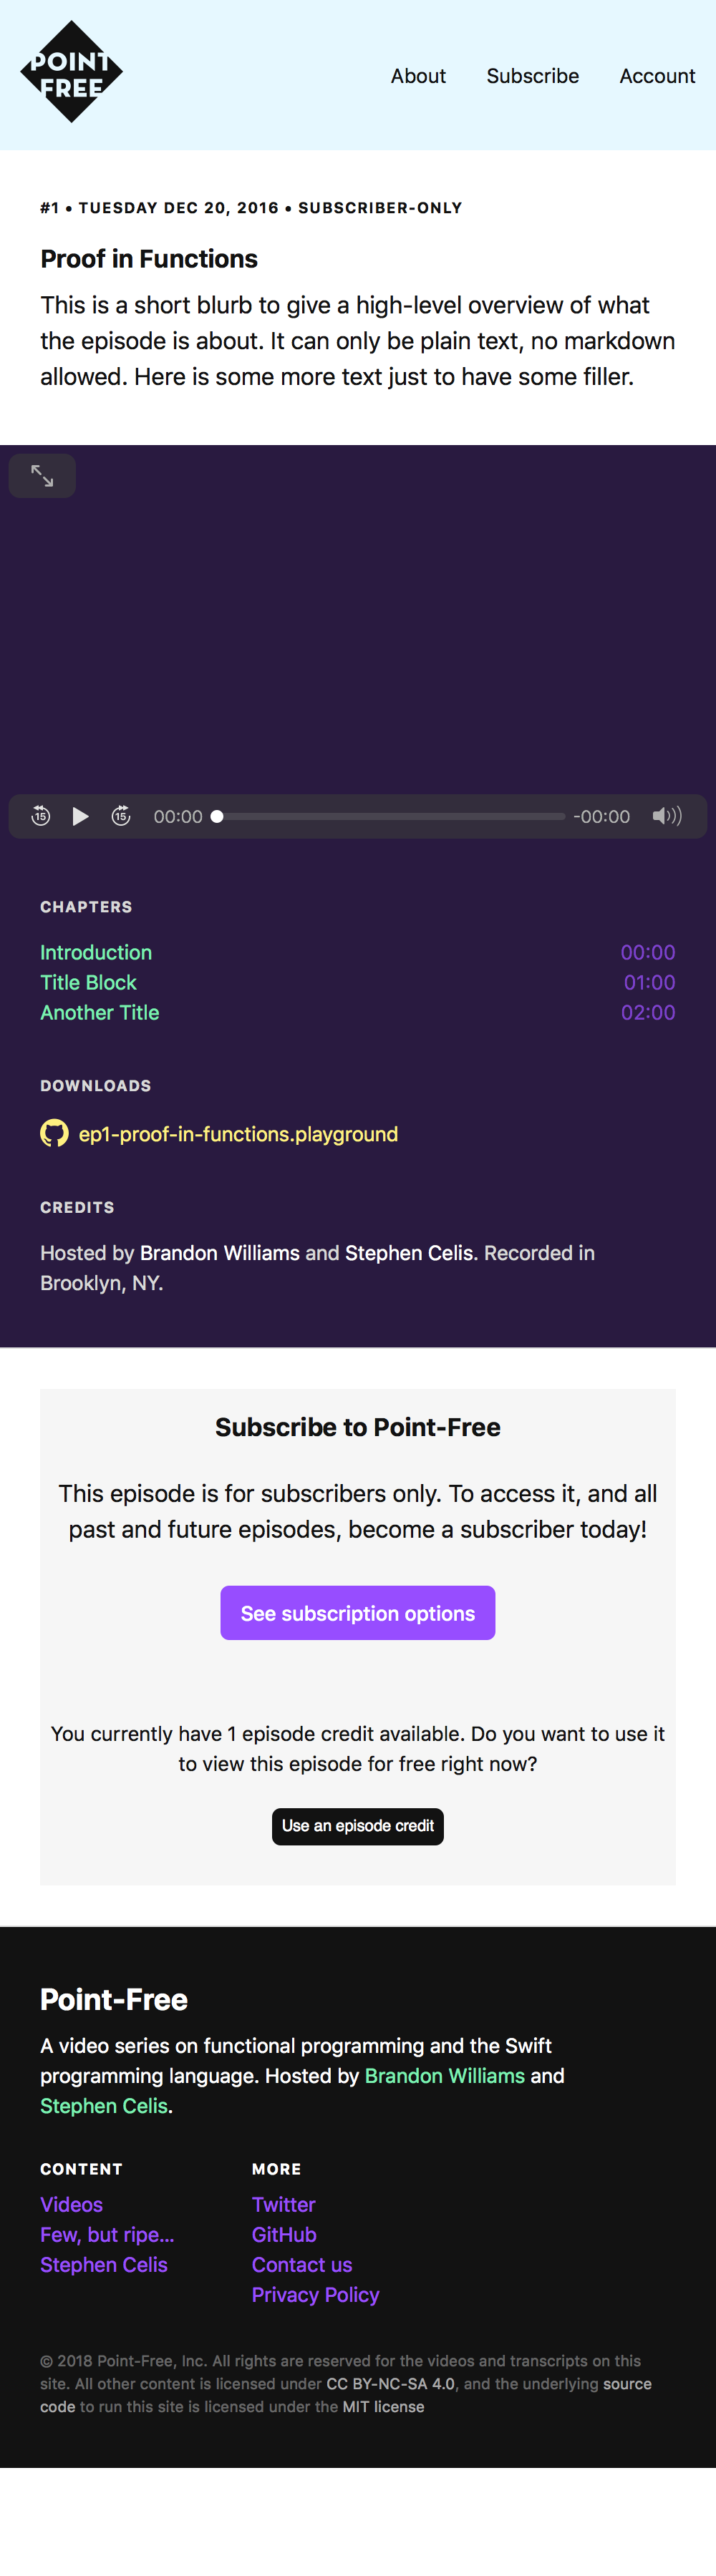 POINT
FREE
About Subscribe Account
#1 • TUESDAY DEC 20, 2016 • SUBSCRIBER-ONLY
Proof in Functions
This is a short blurb to give a high-level overview of what
the episode is about. It can only be plain text, no markdown
allowed. Here is some more text just to have some filler.
15 15 00:00 -00:00
CHAPTERS
Introduction 00:00
Title Block 01:00
Another Title 02:00
DOWNLOADS
ep1-proof-in-functions.playground
CREDITS
Hosted by Brandon Williams and Stephen Celis. Recorded in
Brooklyn, NY.
Subscribe to Point-Free
This episode is for subscribers only. To access it, and all
past and future episodes, become a subscriber today!
See subscription options
You currently have 1 episode credit available. Do you want to use it
to view this episode for free right now?
Use an episode credit
Point-Free
A video series on functional programming and the Swift
programming language. Hosted by Brandon Williams and
Stephen Celis.
CONTENT
Videos
Few, but ripe...
Stephen Celis
MORE
Twitter
GitHub
Contact us
Privacy Policy
© 2018 Point-Free, Inc. All rights are reserved for the videos and transcripts on this
site. All other content is licensed under CC BY-NC-SA 4.0, and the underlying source
code to run this site is licensed under the MIT license